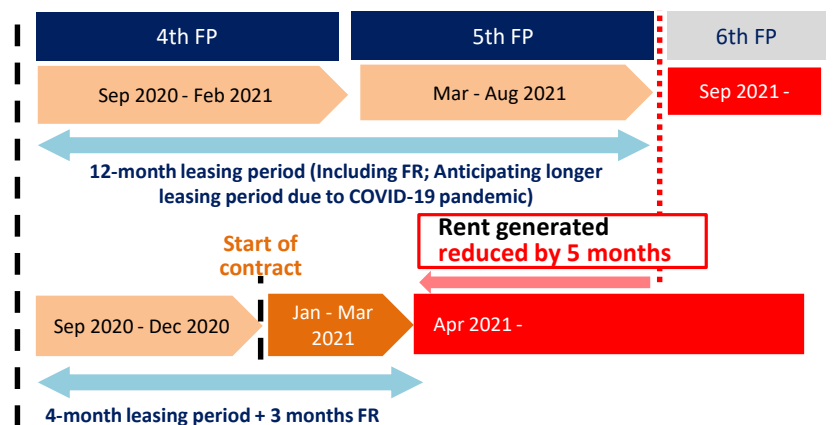 4th FP
5th FP
6th FP
Sep 2020 - Feb 2021
Mar - Aug 2021
Sep 2021 -
12-month leasing period (Including FR; Anticipating longer
leasing period due to COVID-19 pandemic)
Rent generated
reduced by 5 months
Start of
contract
Sep 2020 - Dec 2020
Jan - Mar
2021
Apr 2021 -
4-month leasing period + 3 months FR